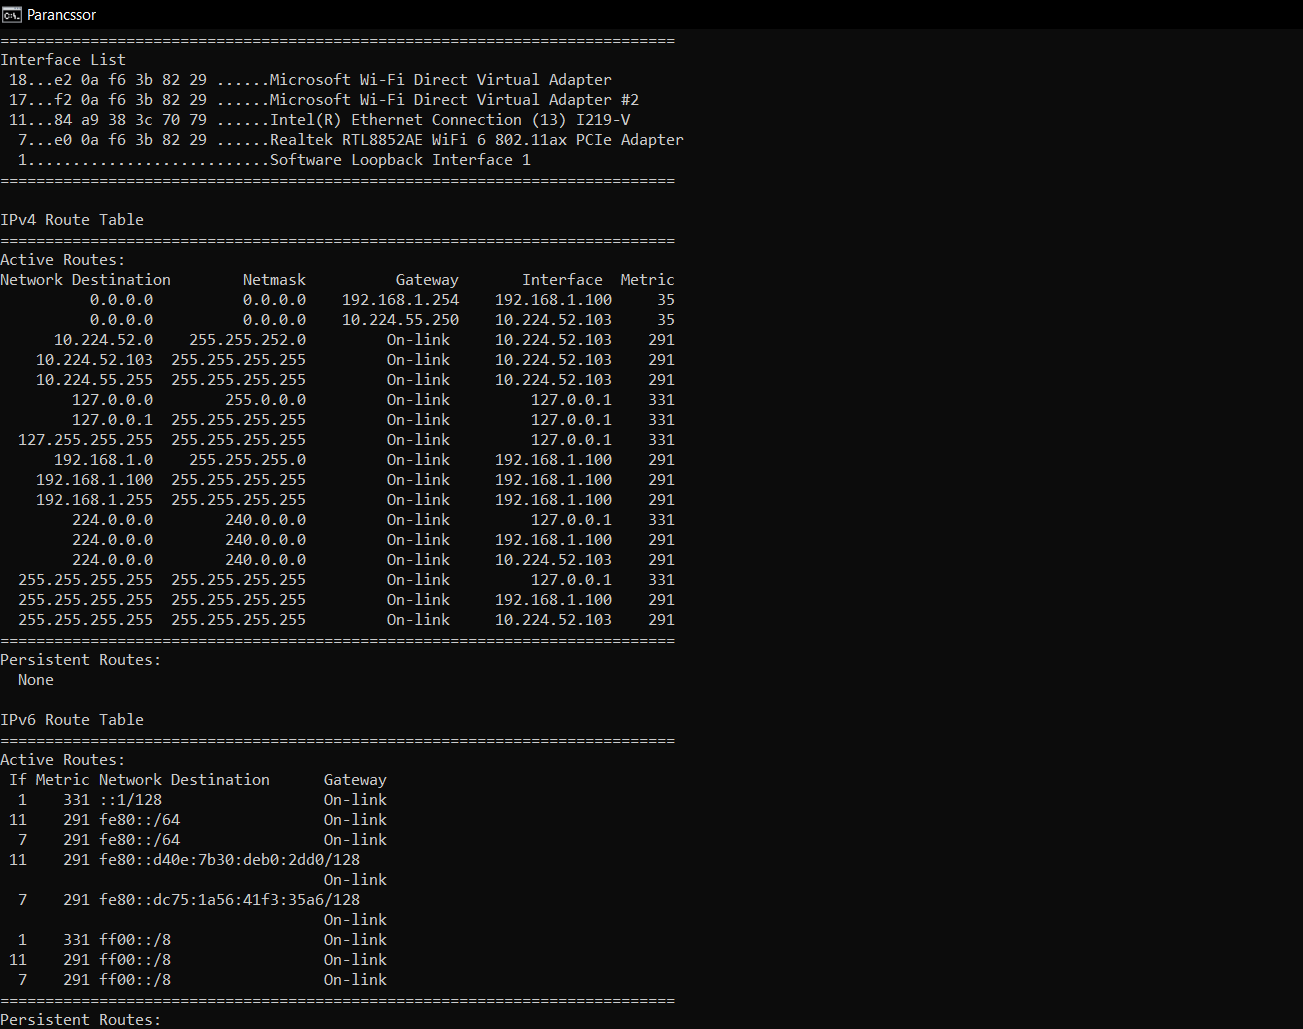 Parancssor
===========================================================================
Interface List
 18...e2 0a f6 3b 82 29 ......Microsoft Wi-Fi Direct Virtual Adapter
 17...f2 0a f6 3b 82 29 ......Microsoft Wi-Fi Direct Virtual Adapter #2
 11...84 a9 38 3c 70 79 ......Intel(R) Ethernet Connection (13) I219-V
  7...e0 0a f6 3b 82 29 ......Realtek RTL8852AE WiFi 6 802.11ax PCIe Adapter
  1...........................Software Loopback Interface 1
===========================================================================

IPv4 Route Table
===========================================================================
Active Routes:
Network Destination        Netmask          Gateway       Interface  Metric
          0.0.0.0          0.0.0.0    192.168.1.254    192.168.1.100     35
          0.0.0.0          0.0.0.0    10.224.55.250    10.224.52.103     35
      10.224.52.0    255.255.252.0         On-link     10.224.52.103    291
    10.224.52.103  255.255.255.255         On-link     10.224.52.103    291
    10.224.55.255  255.255.255.255         On-link     10.224.52.103    291
        127.0.0.0        255.0.0.0         On-link         127.0.0.1    331
        127.0.0.1  255.255.255.255         On-link         127.0.0.1    331
  127.255.255.255  255.255.255.255         On-link         127.0.0.1    331
      192.168.1.0    255.255.255.0         On-link     192.168.1.100    291
    192.168.1.100  255.255.255.255         On-link     192.168.1.100    291
    192.168.1.255  255.255.255.255         On-link     192.168.1.100    291
        224.0.0.0        240.0.0.0         On-link         127.0.0.1    331
        224.0.0.0        240.0.0.0         On-link     192.168.1.100    291
        224.0.0.0        240.0.0.0         On-link     10.224.52.103    291
  255.255.255.255  255.255.255.255         On-link         127.0.0.1    331
  255.255.255.255  255.255.255.255         On-link     192.168.1.100    291
  255.255.255.255  255.255.255.255         On-link     10.224.52.103    291
===========================================================================
Persistent Routes:
  None

IPv6 Route Table
===========================================================================
Active Routes:
 If Metric Network Destination      Gateway
  1    331 ::1/128                  On-link
 11    291 fe80::/64                On-link
  7    291 fe80::/64                On-link
 11    291 fe80::d40e:7b30:deb0:2dd0/128
                                    On-link
  7    291 fe80::dc75:1a56:41f3:35a6/128
                                    On-link
  1    331 ff00::/8                 On-link
 11    291 ff00::/8                 On-link
  7    291 ff00::/8                 On-link
===========================================================================
Persistent Routes: